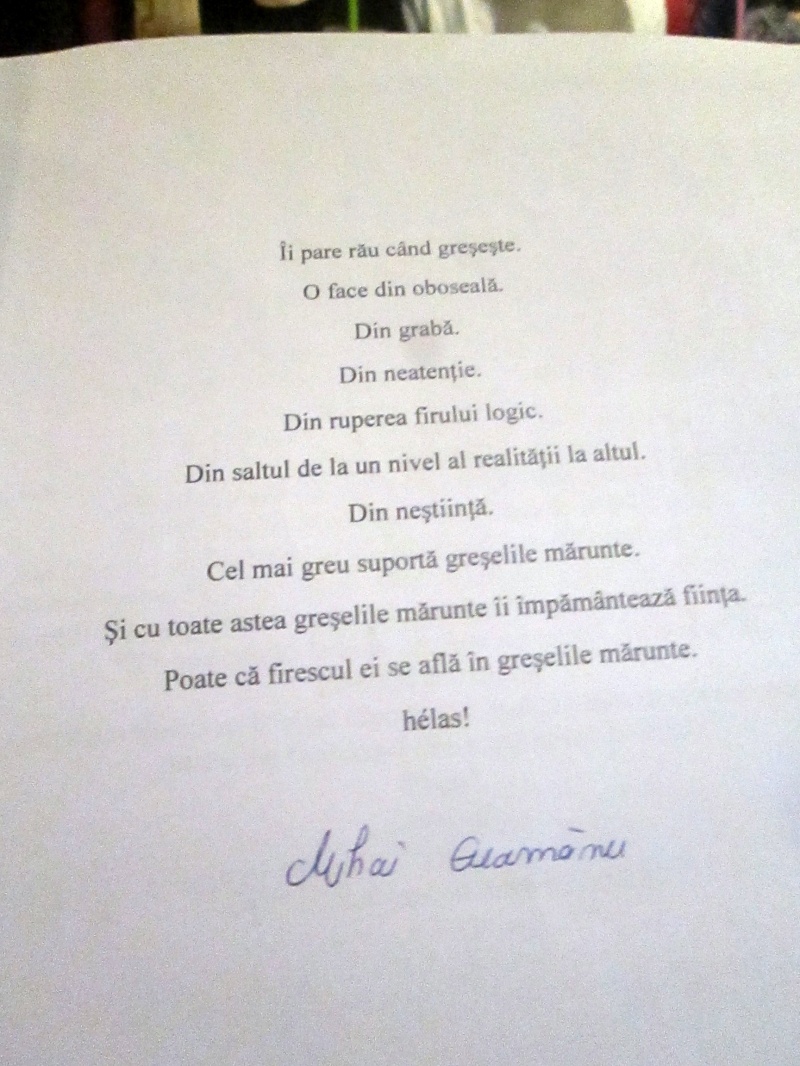 Îi pare rău când greşeşte.
O face din oboseală.
Din grabă.
Din neatenţie.
Din ruperea firului logic.
Din saltul de la un nivel al realităţii la altul.
Din neştiinţă.
Cel mai greu suportă greşelile mărunte.
Şi cu toate astea greşelile mărunte îi împământează fiinţa.
Poate că firescul ei se află în greşelile mărunte.
hélas!
Mihai